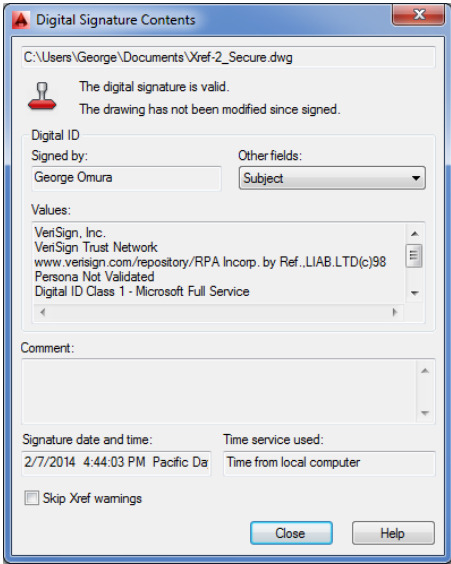 Digital Signature Contents
C:\Users\George\Documents\Xref-2_Secure.dwg
The digital signature is valid.
The drawing has not been modified since signed.
Digital ID
Signed by:
Other fields:
George Omura
Subject
Values:
VeriSign, Inc.
VeriSign Trust Network
www.verisign.com/repository/RPA Incorp. by Ref.,LIAB.LTD(c)98
Persona Not Validated
Digital ID Class 1 - Microsoft Full Service
Comment:
Signature date and time:
Time service used:
2/7/2014 4:44:03 PM Pacific Da
Time from local computer
Skip Xref warnings
Close
Help